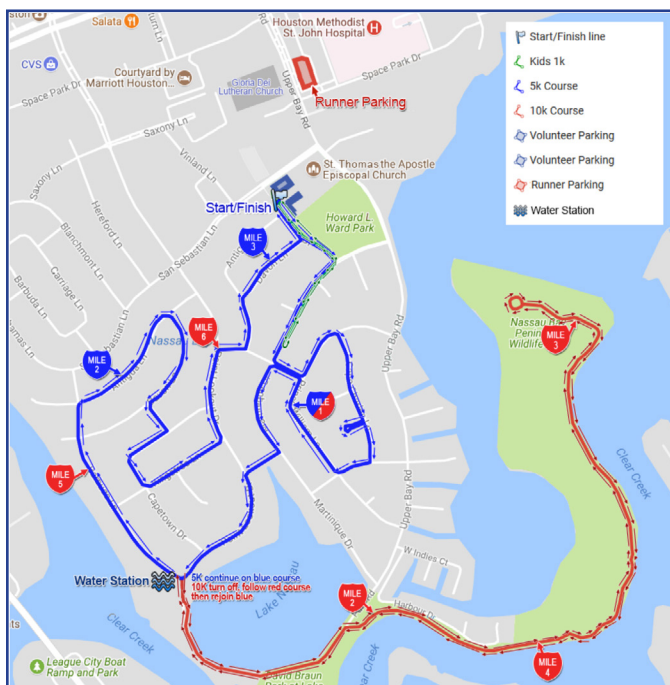 Salata
Houston Methodist
St. John Hospital
CVS
Courtyard by
Marriott Houston...
Gloria Dei
Lutheran Church
Upper Bay Rd
Space Park Dr
Space Park Dr
Runner Parking
Saxony Ln
Saxony Ln
Vinland Ln
Hereford Ln
Blanchmont Ln
Carriage Ln
Barbuda Ln
San Sebastian Ln
St. Thomas the Apostle
Episcopal Church
Start/Finish
Howard L
Ward Park
MILE
3
MILE
6
MILE
2
MILE
1
MILE
5
Upper Bay Rd
Upper Bay Rd
Capetown Dr
Martinique Dr
W Indies Ct
Harbour Dr
Water Station
5K continue on blue course
10K turn off, follow red course,
then rejoin blue.
MILE
2
MILE
3
MILE
4
Clear Creek
Clear Creek
Clear Creek
League City Boat
Ramp and Park
Start/Finish line
Kids 1k
5k Course
10k Course
Volunteer Parking
Volunteer Parking
Runner Parking
Water Station